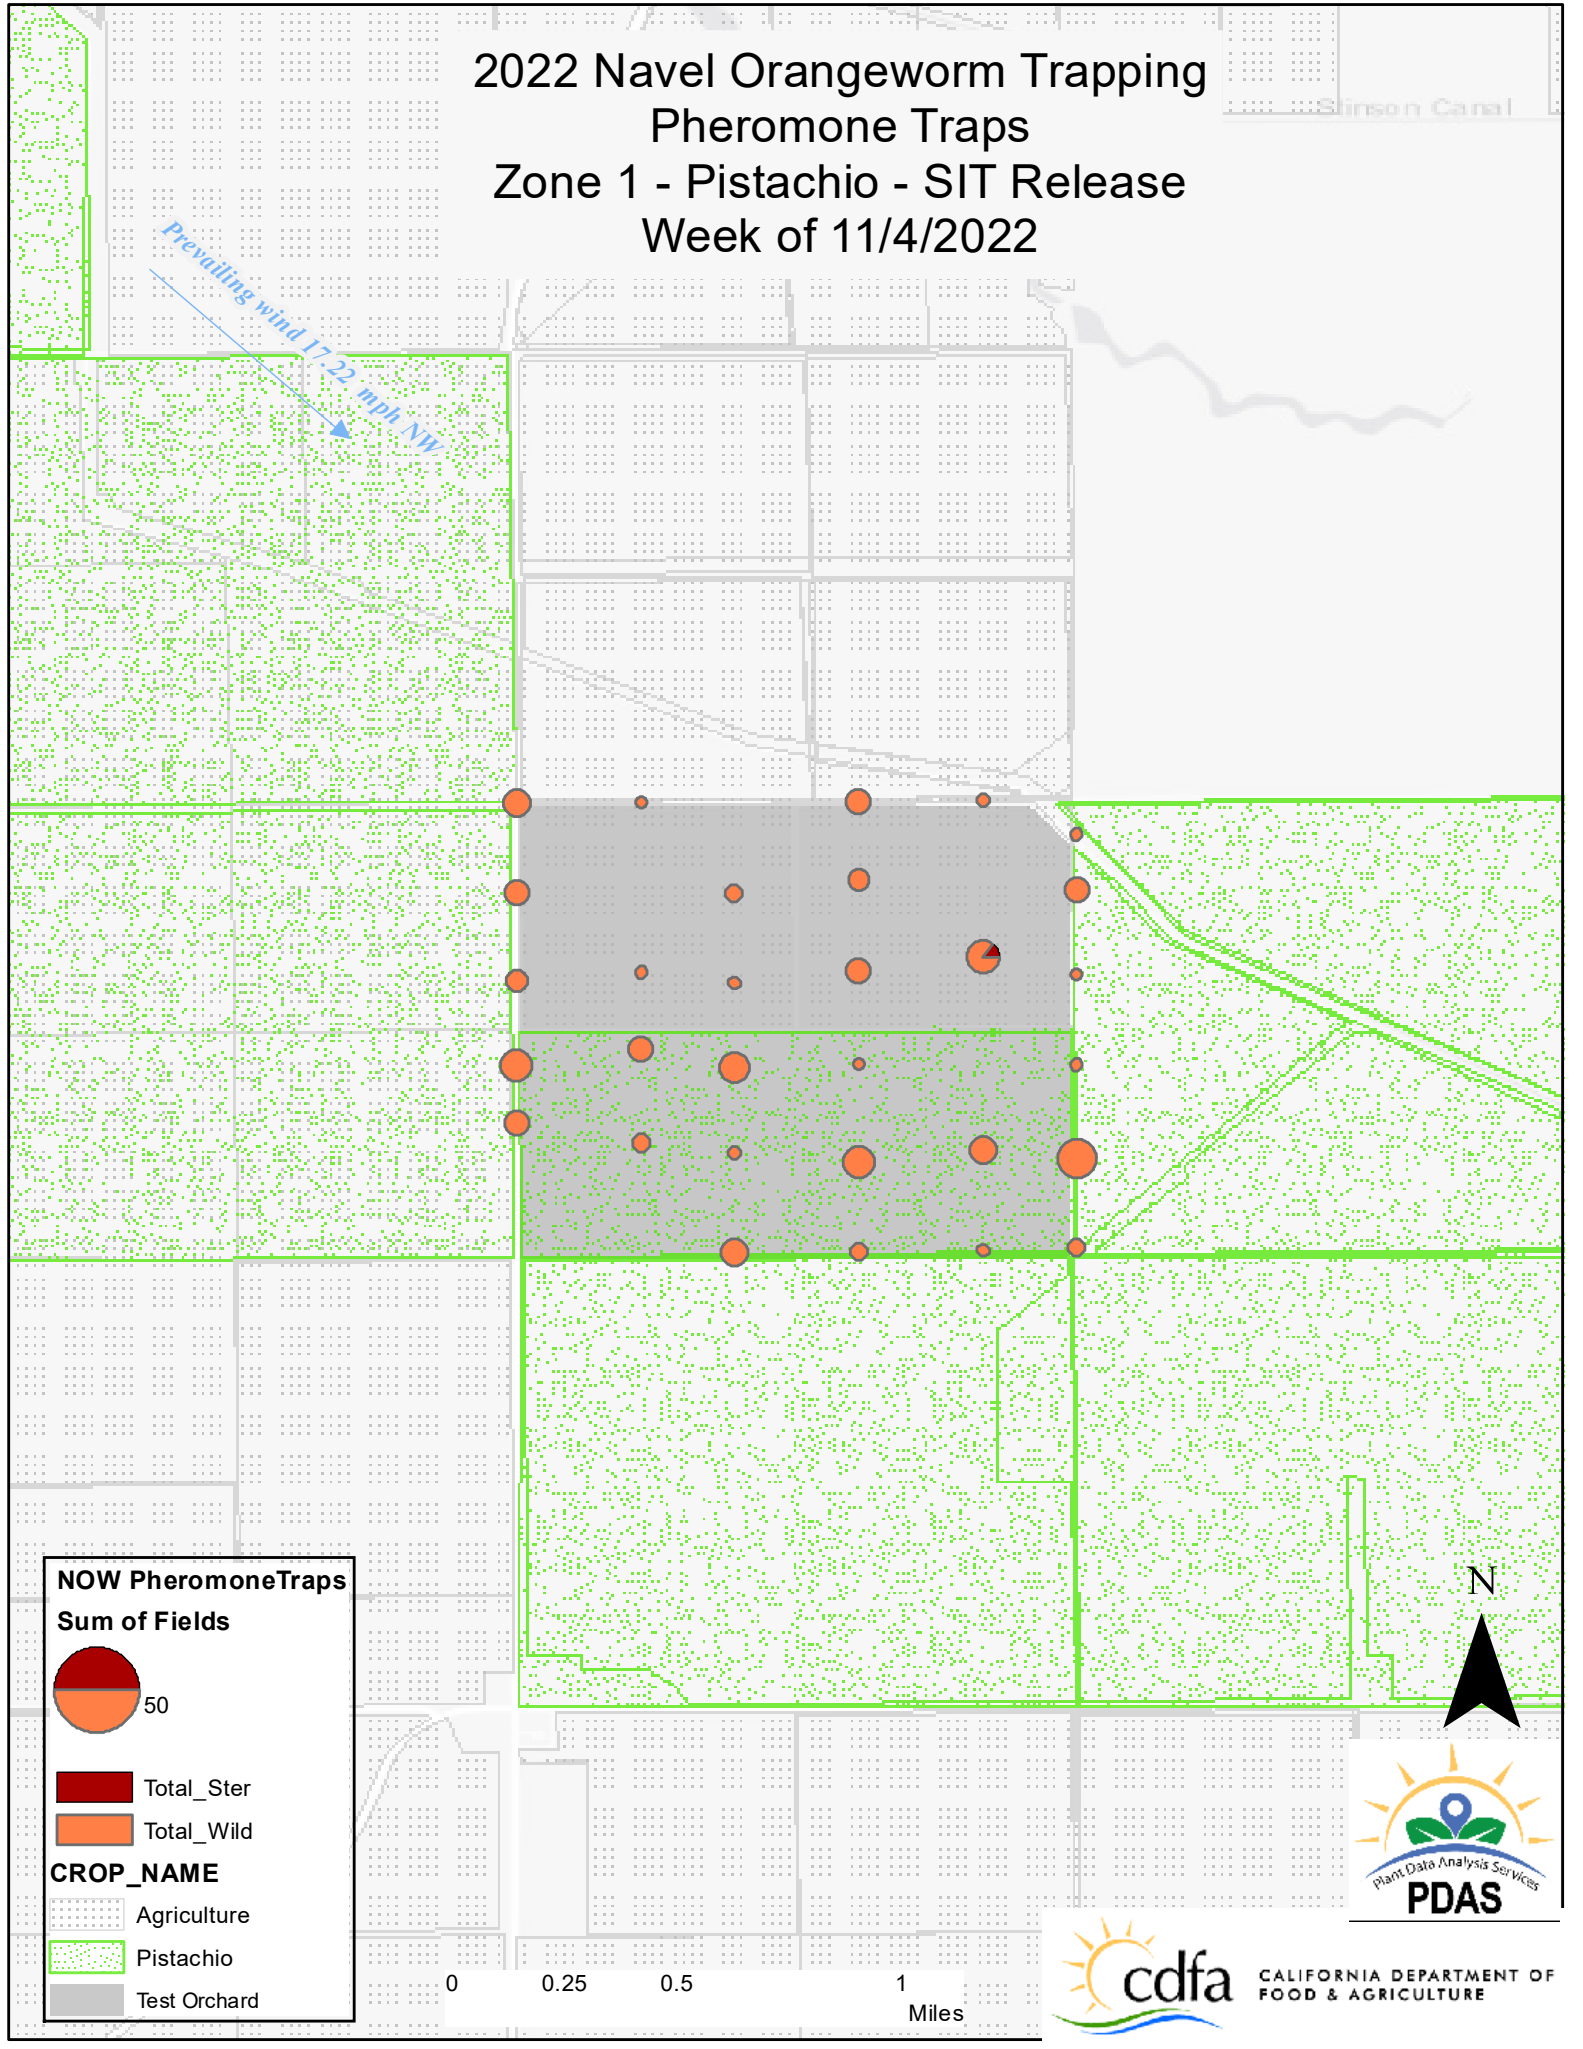 2022 Navel Orangeworm Trapping
Pheromone Traps
Zone 1 - Pistachio - SIT Release
Week of 11/4/2022
Stinson Canal
Prevailing wind 17.22 mph NW
NOW PheromoneTraps
Sum of Fields
50
Total_Ster
Total_Wild
CROP_NAME
Agriculture
Pistachio
Test Orchard
0 0.25 0.5 1
Miles
N
Plant Data Analysis Services
PDAS
cdfa
CALIFORNIA DEPARTMENT OF
FOOD & AGRICULTURE